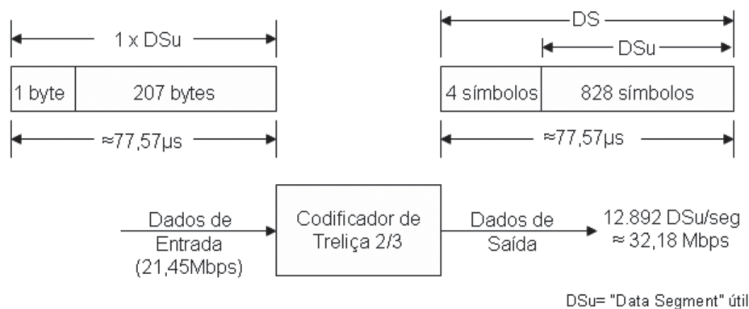 1 x DSu
1 byte
207 bytes
≈77,57µs
DS
DSu
4 símbolos
828 símbolos
≈77,57µs
Dados de
Entrada
(21,45Mbps)
Codificador de
Treliça 2/3
Dados de
Saída
12.892 DSu/seg
≈ 32,18 Mbps
DSu= "Data Segment" útil